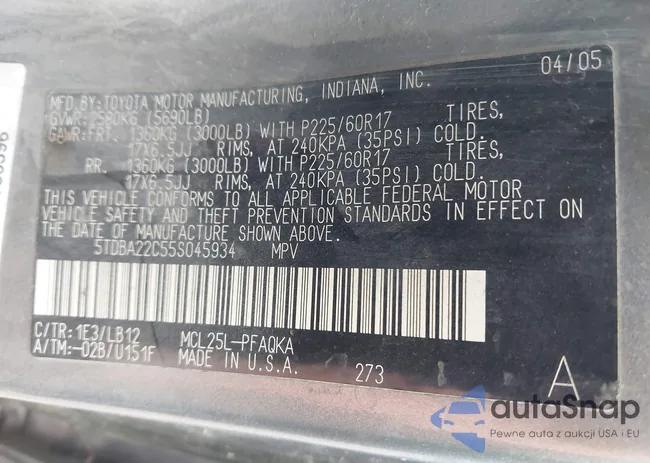 04/05
MFD.BY:TOYOTA MOTOR MANUFACTURING, INDIANA, INC.
GVWR:2580KG (5690LB)
GAWR:FRT. 1360KG (3000LB) WITH P225/60R17 TIRES,
17X6.5JJ RIMS, AT 240KPA (35PSI) COLD.
RR. 1360KG (3000LB) WITH P225/60R17 TIRES,
17X6.5JJ RIMS, AT 240KPA (35PSI) COLD.
THIS VEHICLE CONFORMS TO ALL APPLICABLE FEDERAL MOTOR
VEHICLE SAFETY AND THEFT PREVENTION STANDARDS IN EFFECT ON
THE DATE OF MANUFACTURE SHOWN ABOVE.
5TDBA22C55S045934 MPV
C/TR:1E3/LB12 MCL25L-PFAQKA
A/TM:-02B/U151F MADE IN U.S.A. 273 A
autoSnap
Pewne auta z aukcji USA i EU